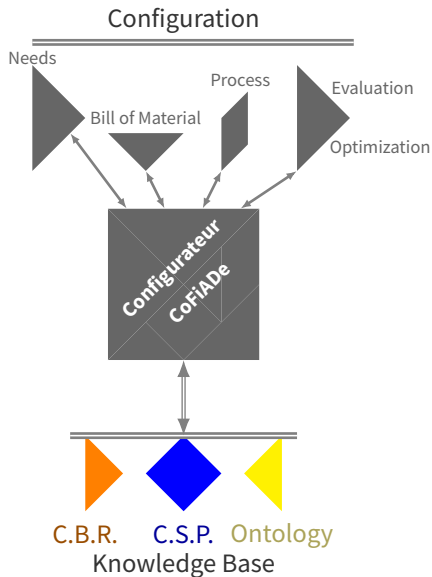 Configuration
Needs
Process
Evaluation
Bill of Material
Optimization
Configurateur
CoFiADe
C.B.R. C.S.P. Ontology
Knowledge Base